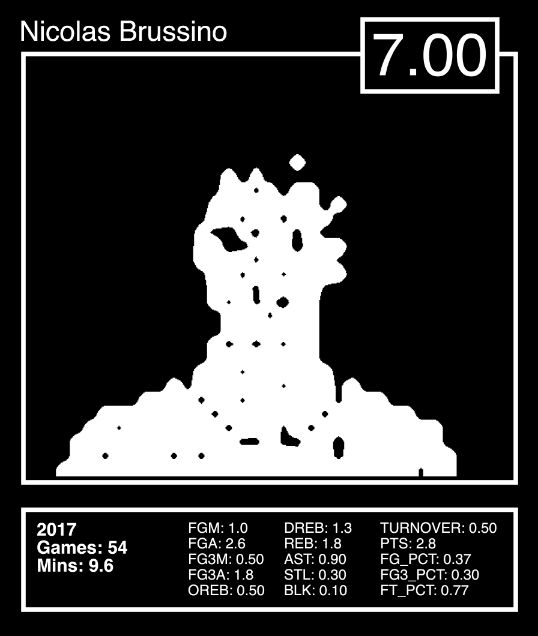 Nicolas Brussino
7.00
2017
Games: 54
Mins: 9.6
FGM: 1.0
FGA: 2.6
FG3M: 0.50
FG3A: 1.8
OREB: 0.50
DREB: 1.3
REB: 1.8
AST: 0.90
STL: 0.30
BLK: 0.10
TURNOVER: 0.50
PTS: 2.8
FG_PCT: 0.37
FG3_PCT: 0.30
FT_PCT: 0.77